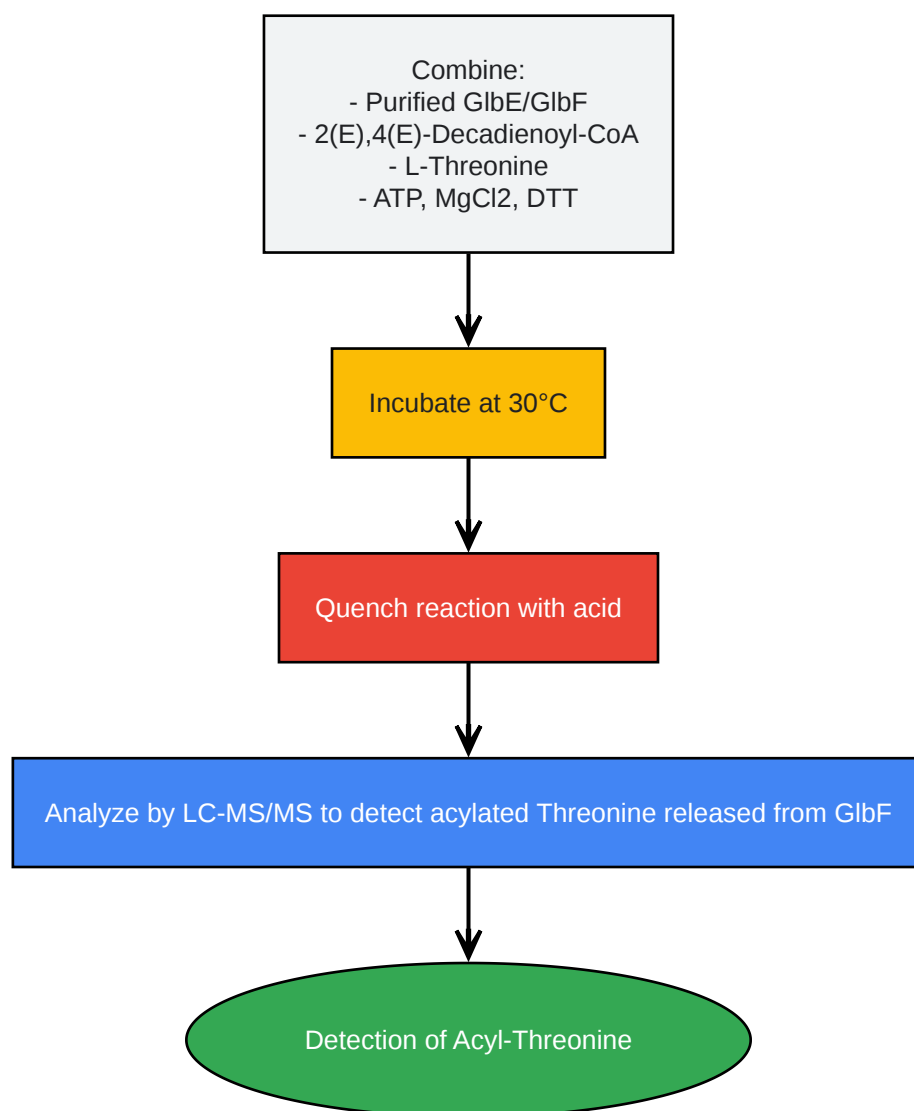 Combine:
- Purified GlbE/GlbF
- 2(E),4(E)-Decadienoyl-CoA
- L-Threonine
- ATP, MgCl2, DTT
Incubate at 30°C
Quench reaction with acid
Analyze by LC-MS/MS to detect acylated Threonine released from GlbF
Detection of Acyl-Threonine